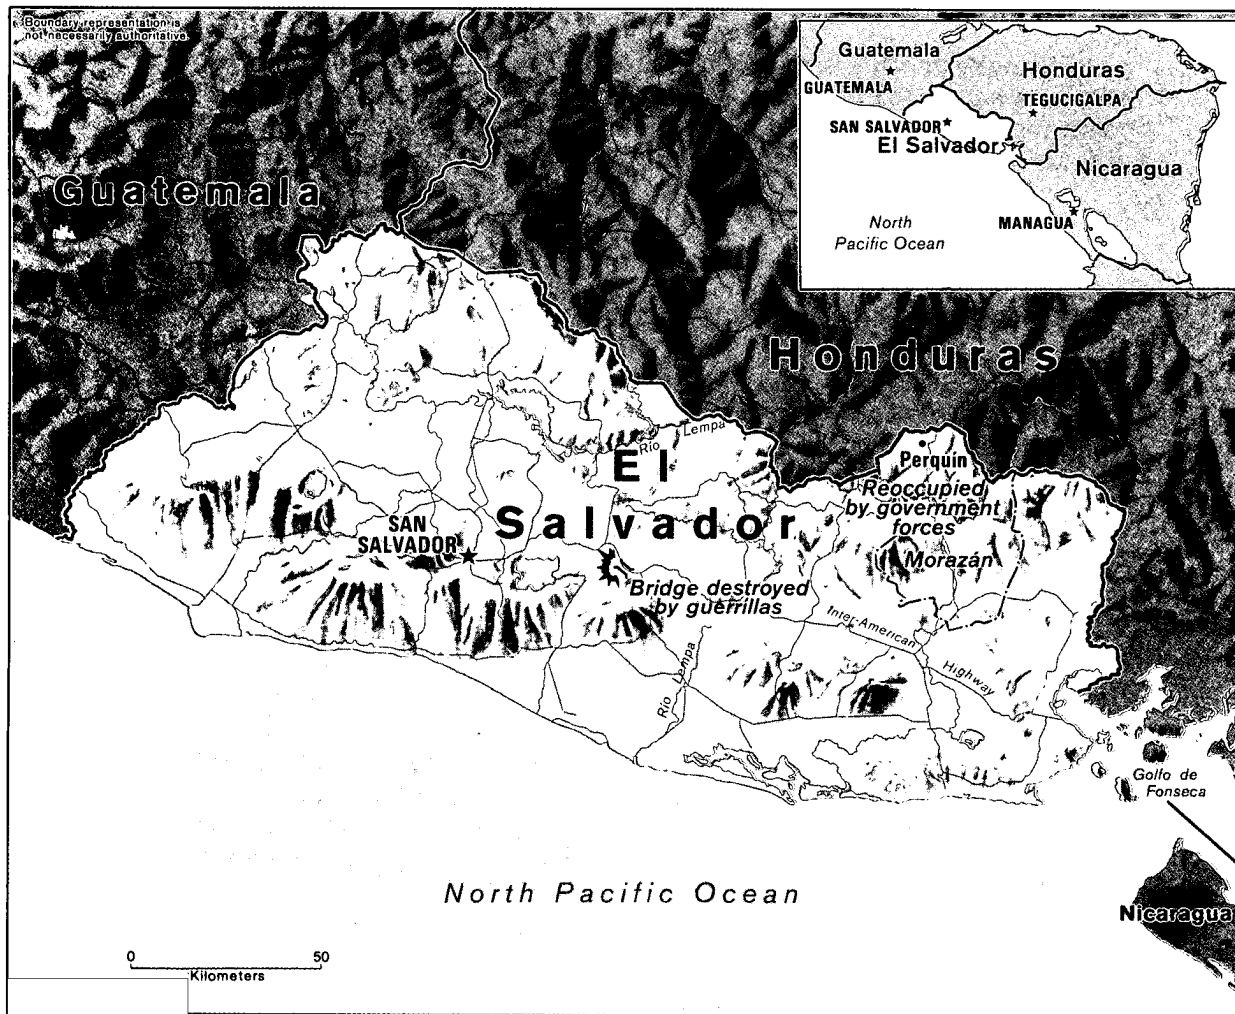 Boundary representation is
not necessarily authoritative.
Guatemala
GUATEMALA
Honduras
TEGUCIGALPA
SAN SALVADOR
El Salvador
Nicaragua
MANAGUA
North
Pacific Ocean
Guatemala
Honduras
Río Lempa
Perquín
Reoccupied
by government
forces
El
Salvador
SAN
SALVADOR
Morazán
Bridge destroyed
by guerrillas
Inter-American
Highway
Río Lempa
Golfo de
Fonseca
North Pacific Ocean
Nicaragua
0 50
Kilometers